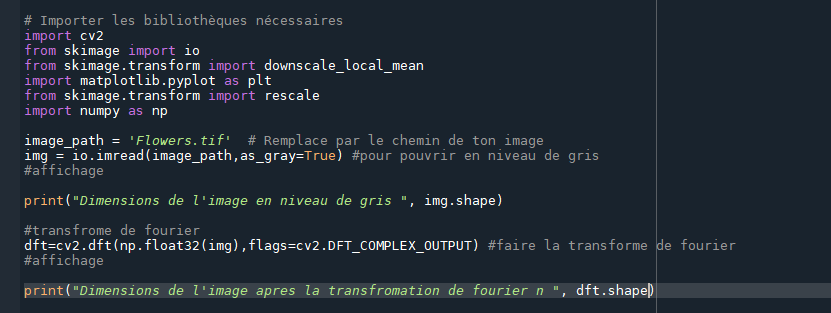 # Importer les bibliothèques nécessaires
import cv2
from skimage import io
from skimage.transform import downscale_local_mean
import matplotlib.pyplot as plt
from skimage.transform import rescale
import numpy as np
image_path = 'Flowers.tif'  # Remplace par le chemin de ton image
img = io.imread(image_path,as_gray=True) #pour pouvrir en niveau de gris
#affichage
print("Dimensions de l'image en niveau de gris ", img.shape)
#transfrome de fourier
dft=cv2.dft(np.float32(img),flags=cv2.DFT_COMPLEX_OUTPUT) #faire la transforme de fourier
#affichage
print("Dimensions de l'image apres la transfromation de fourier n ", dft.shape)